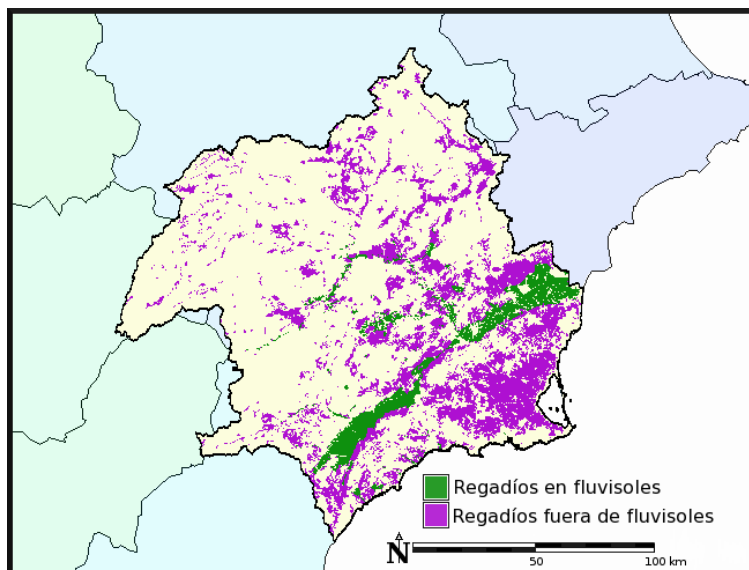 Regadíos en fluvisoles
Regadíos fuera de fluvisoles
N
50
100 km